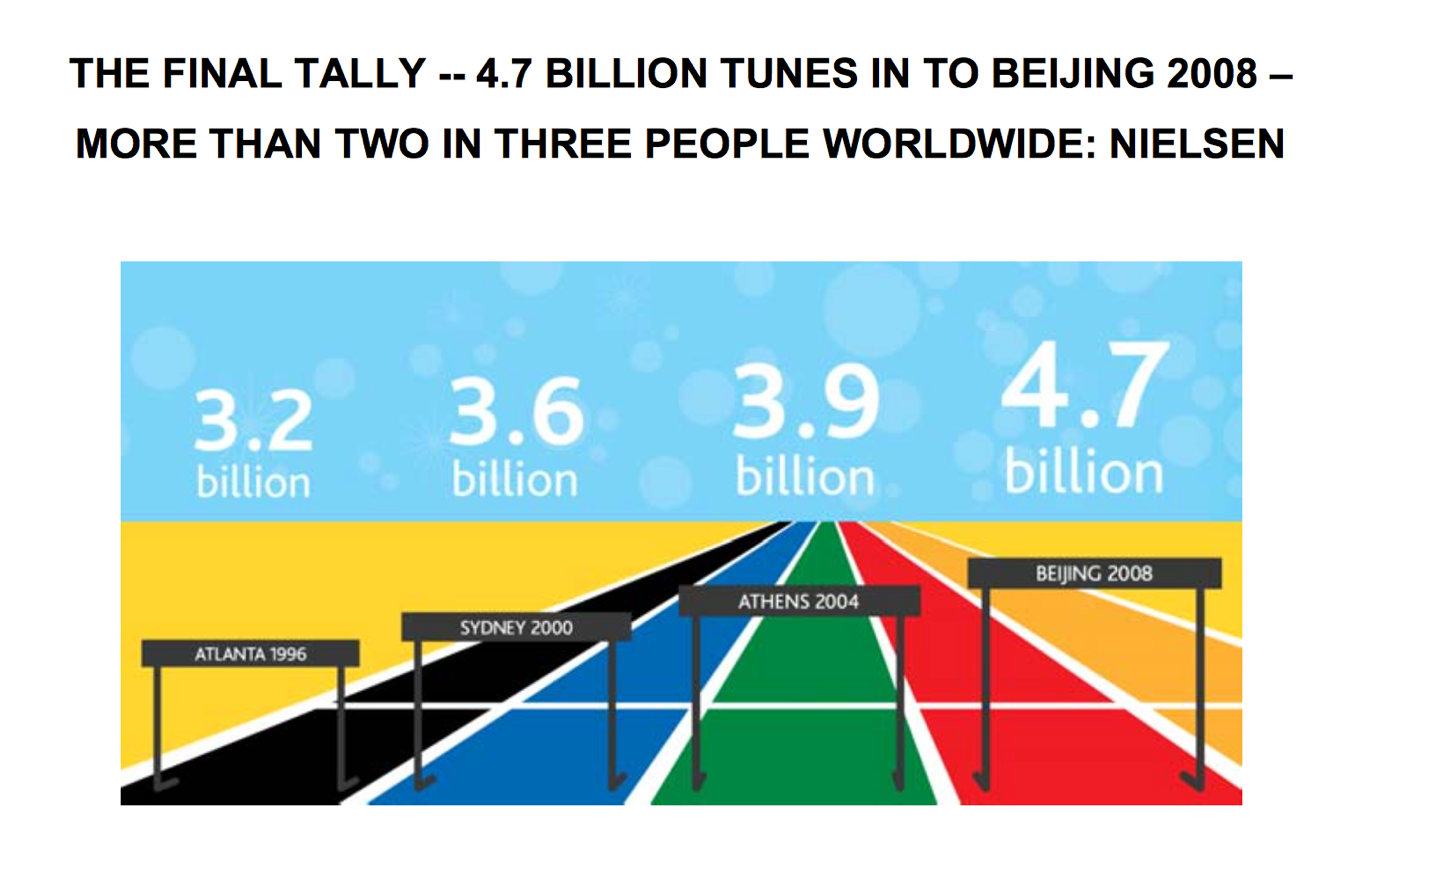 THE FINAL TALLY -- 4.7 BILLION TUNES IN TO BEIJING 2008 –
MORE THAN TWO IN THREE PEOPLE WORLDWIDE: NIELSEN
3.2
billion
3.6
billion
3.9
billion
4.7
billion
ATLANTA 1996
SYDNEY 2000
ATHENS 2004
BEIJING 2008